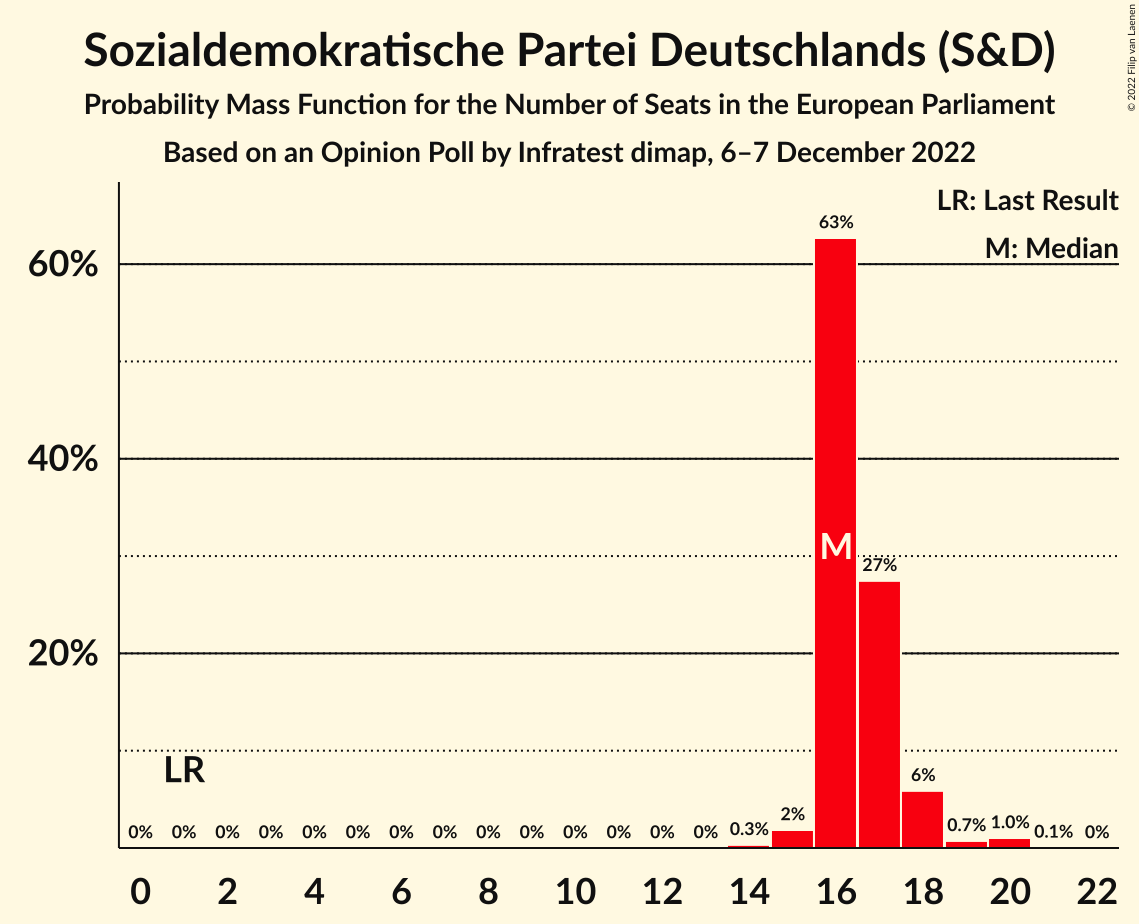 Sozialdemokratische Partei Deutschlands (S&D)
Probability Mass Function for the Number of Seats in the European Parliament
Based on an Opinion Poll by Infratest dimap, 6–7 December 2022
© 2022 Filip van Laenen
LR: Last Result
M: Median
63%
60%
40%
M
27%
20%
LR
6%
0% 0% 0% 0% 0% 0% 0% 0% 0% 0% 0% 0% 0% 0% 0.3% 2% 0.7% 1.0% 0.1% 0%
0 2 4 6 8 10 12 14 16 18 20 22